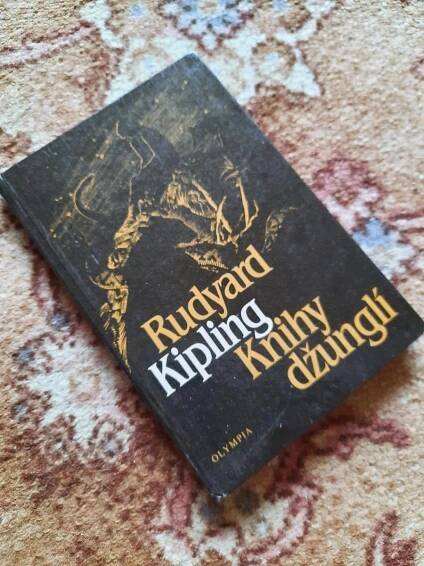 Rudyard
Kipling
Knihy
džunglí
OLYMPIA